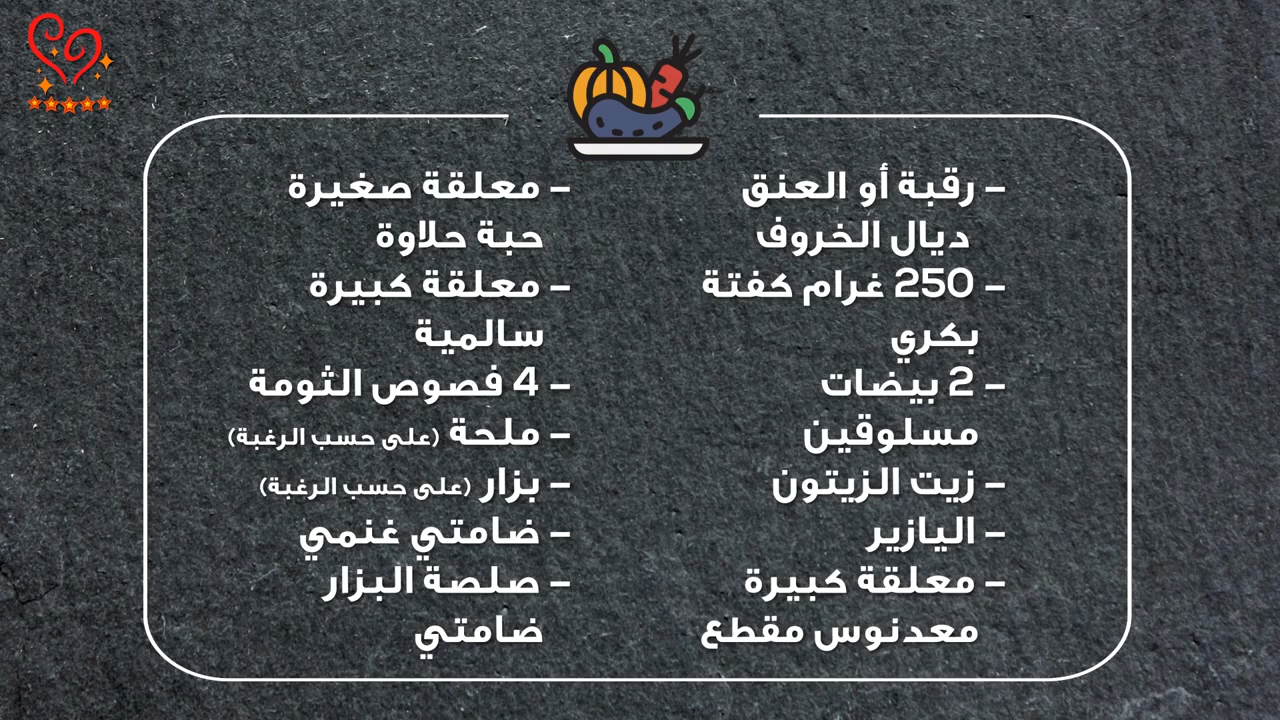 – رقبة أو العنق
ديال الخروف
– 250 غرام كفتة
بكري
– 2 بيضات
مسلوقين
– زيت الزيتون
– اليازير
– معلقة كبيرة
معدنوس مقطع
– معلقة صغيرة
حبة حلاوة
– معلقة كبيرة
سالمية
– 4 فصوص الثومة
– ملحة (على حسب الرغبة)
– بزار (على حسب الرغبة)
– ضامتي غنمي
– صلصة البزار
ضامتي